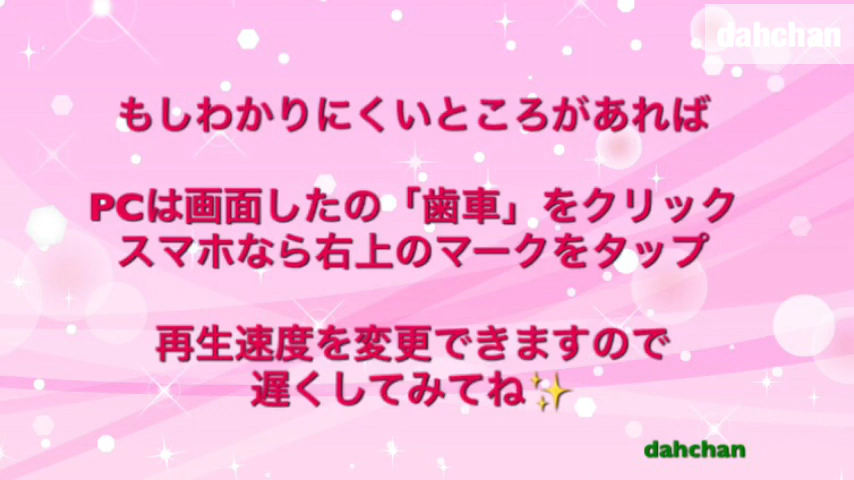 dahchan
もしわかりにくいところがあれば
PCは画面したの「歯車」をクリック
スマホなら右上のマークをタップ
再生速度を変更できますので
遅くしてみてね✨
dahchan